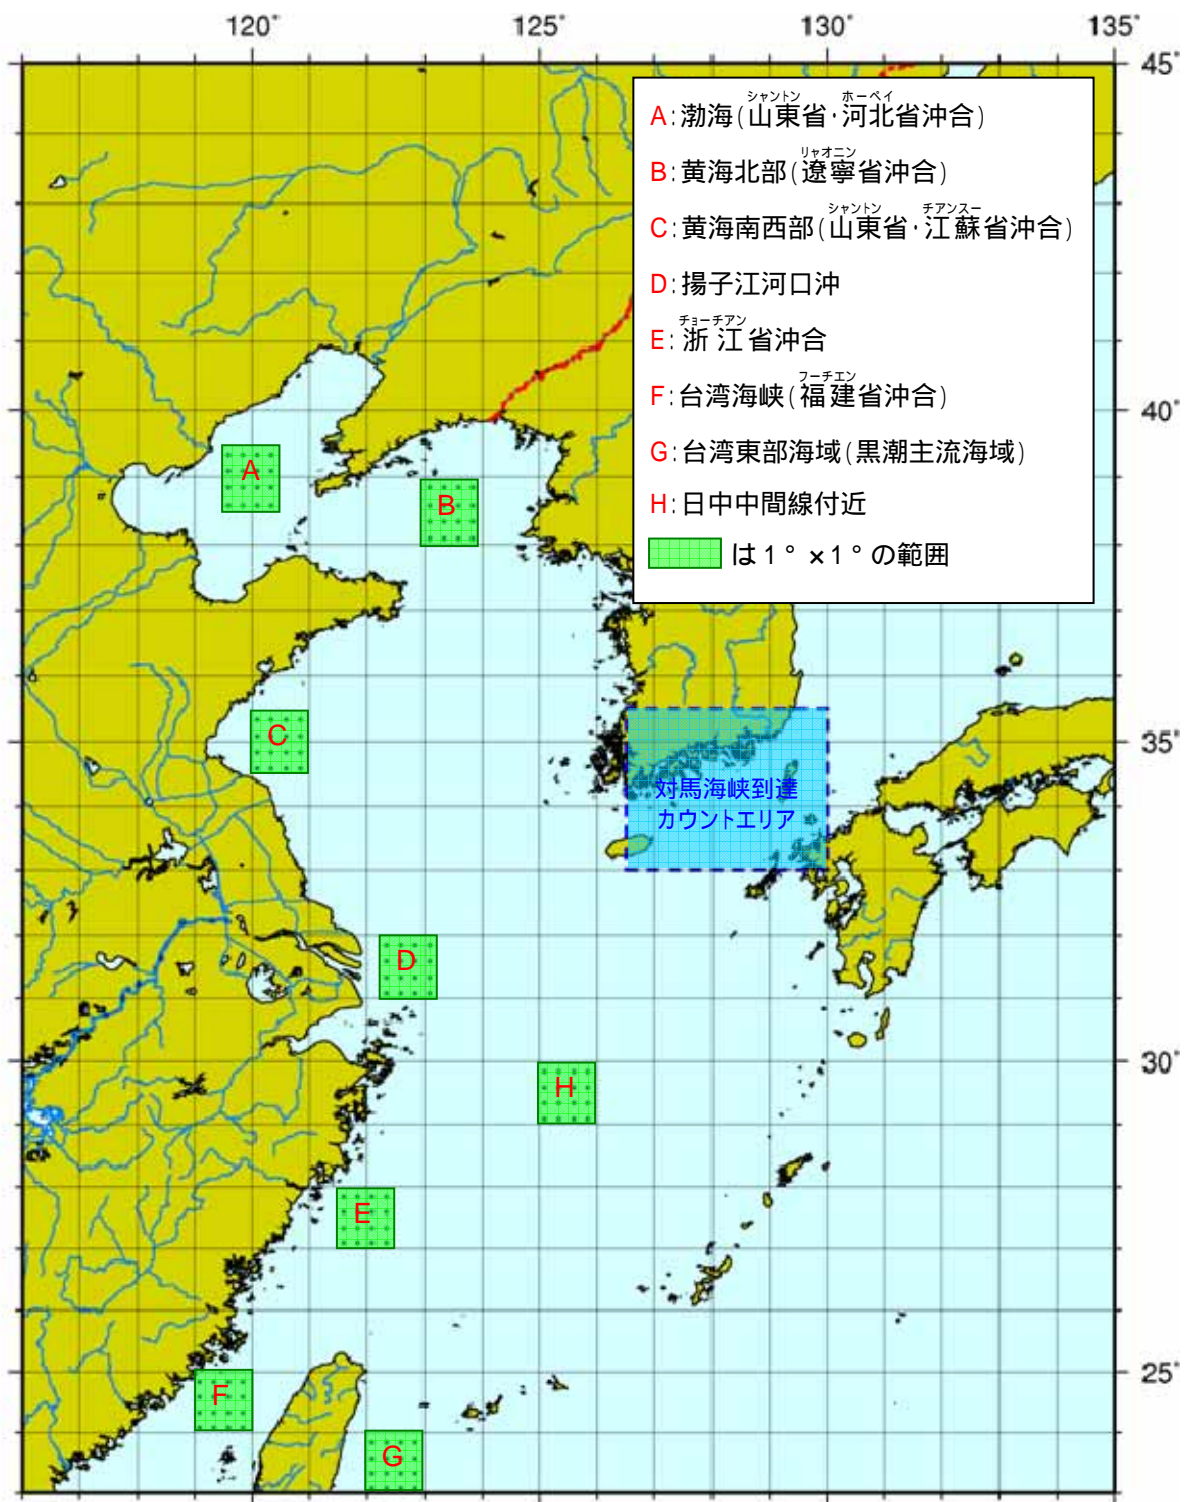 120° 125° 130° 135°
45°
シャントン ホーペイ
A:渤海(山東省･河北省沖合)
リャオニン
B:黄海北部(遼寧省沖合)
シャントン チアンスー
C:黄海南西部(山東省･江蘇省沖合)
D:揚子江河口沖
チョーチアン
E:浙江省沖合
フーチエン
F:台湾海峡(福建省沖合)
G:台湾東部海域(黒潮主流海域)
H:日中中間線付近
は1°×1°の範囲
40°
A
B
C
35°
対馬海峡到達
カウントエリア
D
30°
H
E
25°
F
G